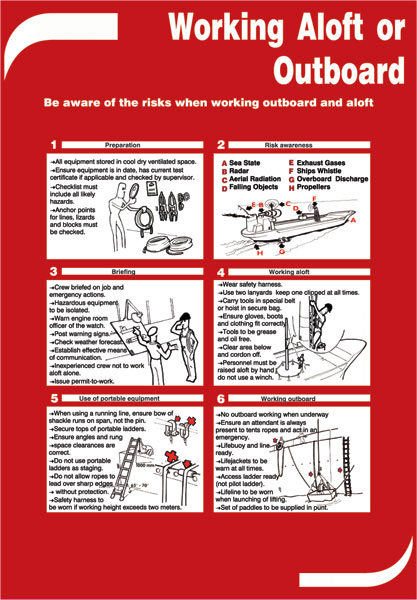 Working Aloft or
Outboard
Be aware of the risks when working outboard and aloft
1 Preparation
→All equipment stored in cool dry ventilated space.
→Ensure equipment is in date, has current test
certificate if applicable and checked by supervisor.
→Checklist must
include all likely
hazards.
→Anchor points
for lines, lizards
and blocks must
be checked.
2 Risk awareness
A Sea State
B Radar
C Aerial Radiation
D Falling Objects
E Exhaust Gases
F Ships Whistle
G Overboard Discharge
H Propellers
E B
C
D
F
A
H
G
3 Briefing
→Crew briefed on job and
emergency actions.
→Hazardous equipment
to be isolated.
→Warn engine room
officer of the watch.
→Post warning signs.
→Check weather forecast.
→Establish effective means
of communication.
→Inexperienced crew not to work
aloft alone.
→Issue permit-to-work.
4 Working aloft
→Wear safety harness.
→Use two lanyards keep one clipped at all times.
→Carry tools in special belt
or hoist in secure bag.
→Ensure gloves, boots
and clothing fit correctly
→Tools to be grease
and oil free.
→Clear area below
and cordon off.
→Personnel must be
raised aloft by hand
do not use a winch.
5 Use of portable equipment
→When using a running line, ensure bow of
shackle runs on span, not the pin.
→Secure tops of ladders.
→Ensure angles and rung
space clearances are
correct.
→Do not use portable
ladders as staging.
→Do not allow ropes to
lead over sharp edges
→ without protection.
→Safety harness to
be worn if working height exceeds two meters.
65° - 70°
6 Working outboard
→No outboard working when underway
→Ensure an attendant is always
present to tents ropes and act in an
emergency.
→Lifebuoy and line
ready.
→Lifejackets to be
warn at all times.
→Access ladder ready
(not pilot ladder).
→Lifeline to be worn
when launching of lifting.
→Set of paddles to be supplied in punt.